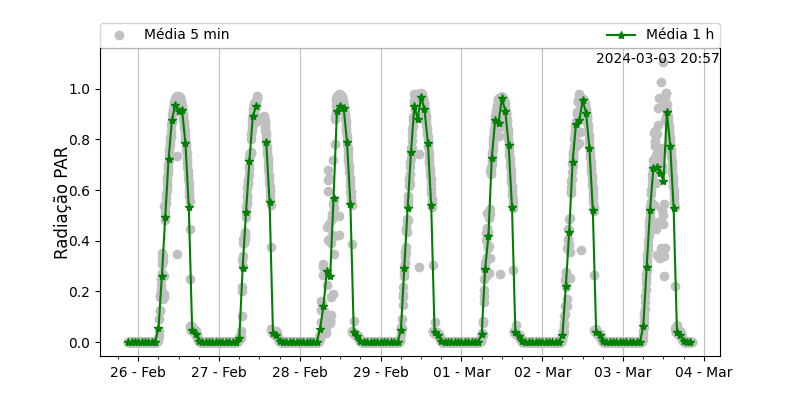 Média 5 min
Média 1 h
2024-03-03 20:57
Radiação PAR
1.0
0.8
0.6
0.4
0.2
0.0
26 - Feb
27 - Feb
28 - Feb
29 - Feb
01 - Mar
02 - Mar
03 - Mar
04 - Mar